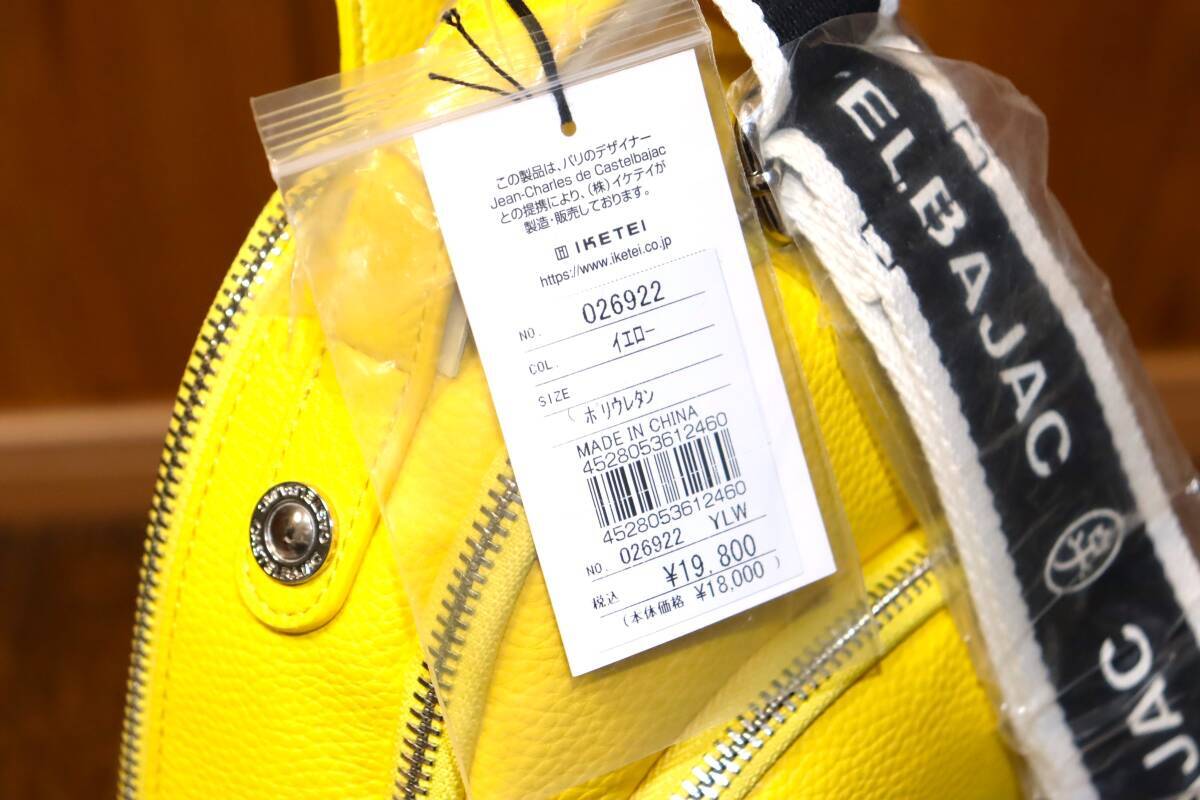 この製品は、パリのデザイナー
Jean-Charles de Castelbajac
との提携により、(株)イケテイが
製造・販売しております。
IKETEI
https://www.iketei.co.jp
NO. 026922
COL. イエロー
SIZE
( ポリウレタン
MADE IN CHINA
4528053612460
4528053612460
NO. 026922 YLW
¥19,800
税込
(本体価格 ¥18,000 )
ELBAJAC
JAC